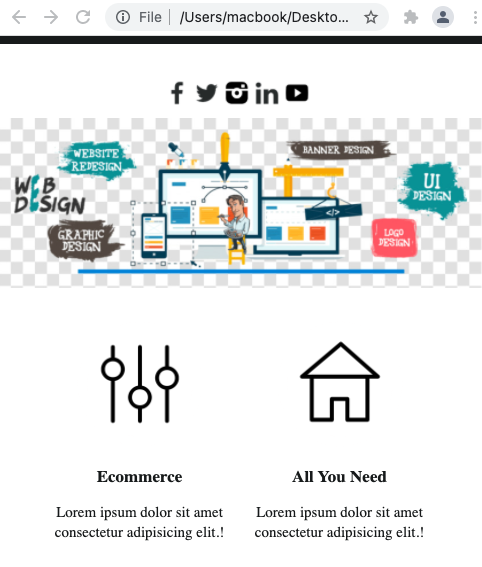 File
/Users/macbook/Deskto...
WEBSITE
REDESIGN
WEB
DESIGN
GRAPHIC
DESIGN
</>
BANNER DESIGN
UI
DESIGN
LOGO
DESIGN
Ecommerce
All You Need
Lorem ipsum dolor sit amet
consectetur adipisicing elit.!
Lorem ipsum dolor sit amet
consectetur adipisicing elit.!